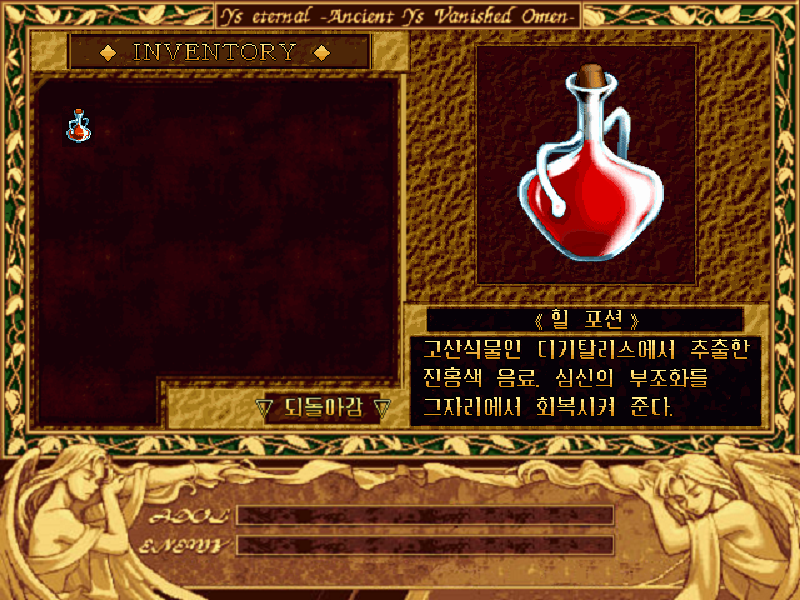 Ys eternal -Ancient Ys Vanished Omen-
INVENTORY
《힐 포션》
고산식물인 디기탈리스에서 추출한
진홍색 음료. 심신의 부조화를
그자리에서 회복시켜 준다.
되돌아감
ADOL
ENEMY